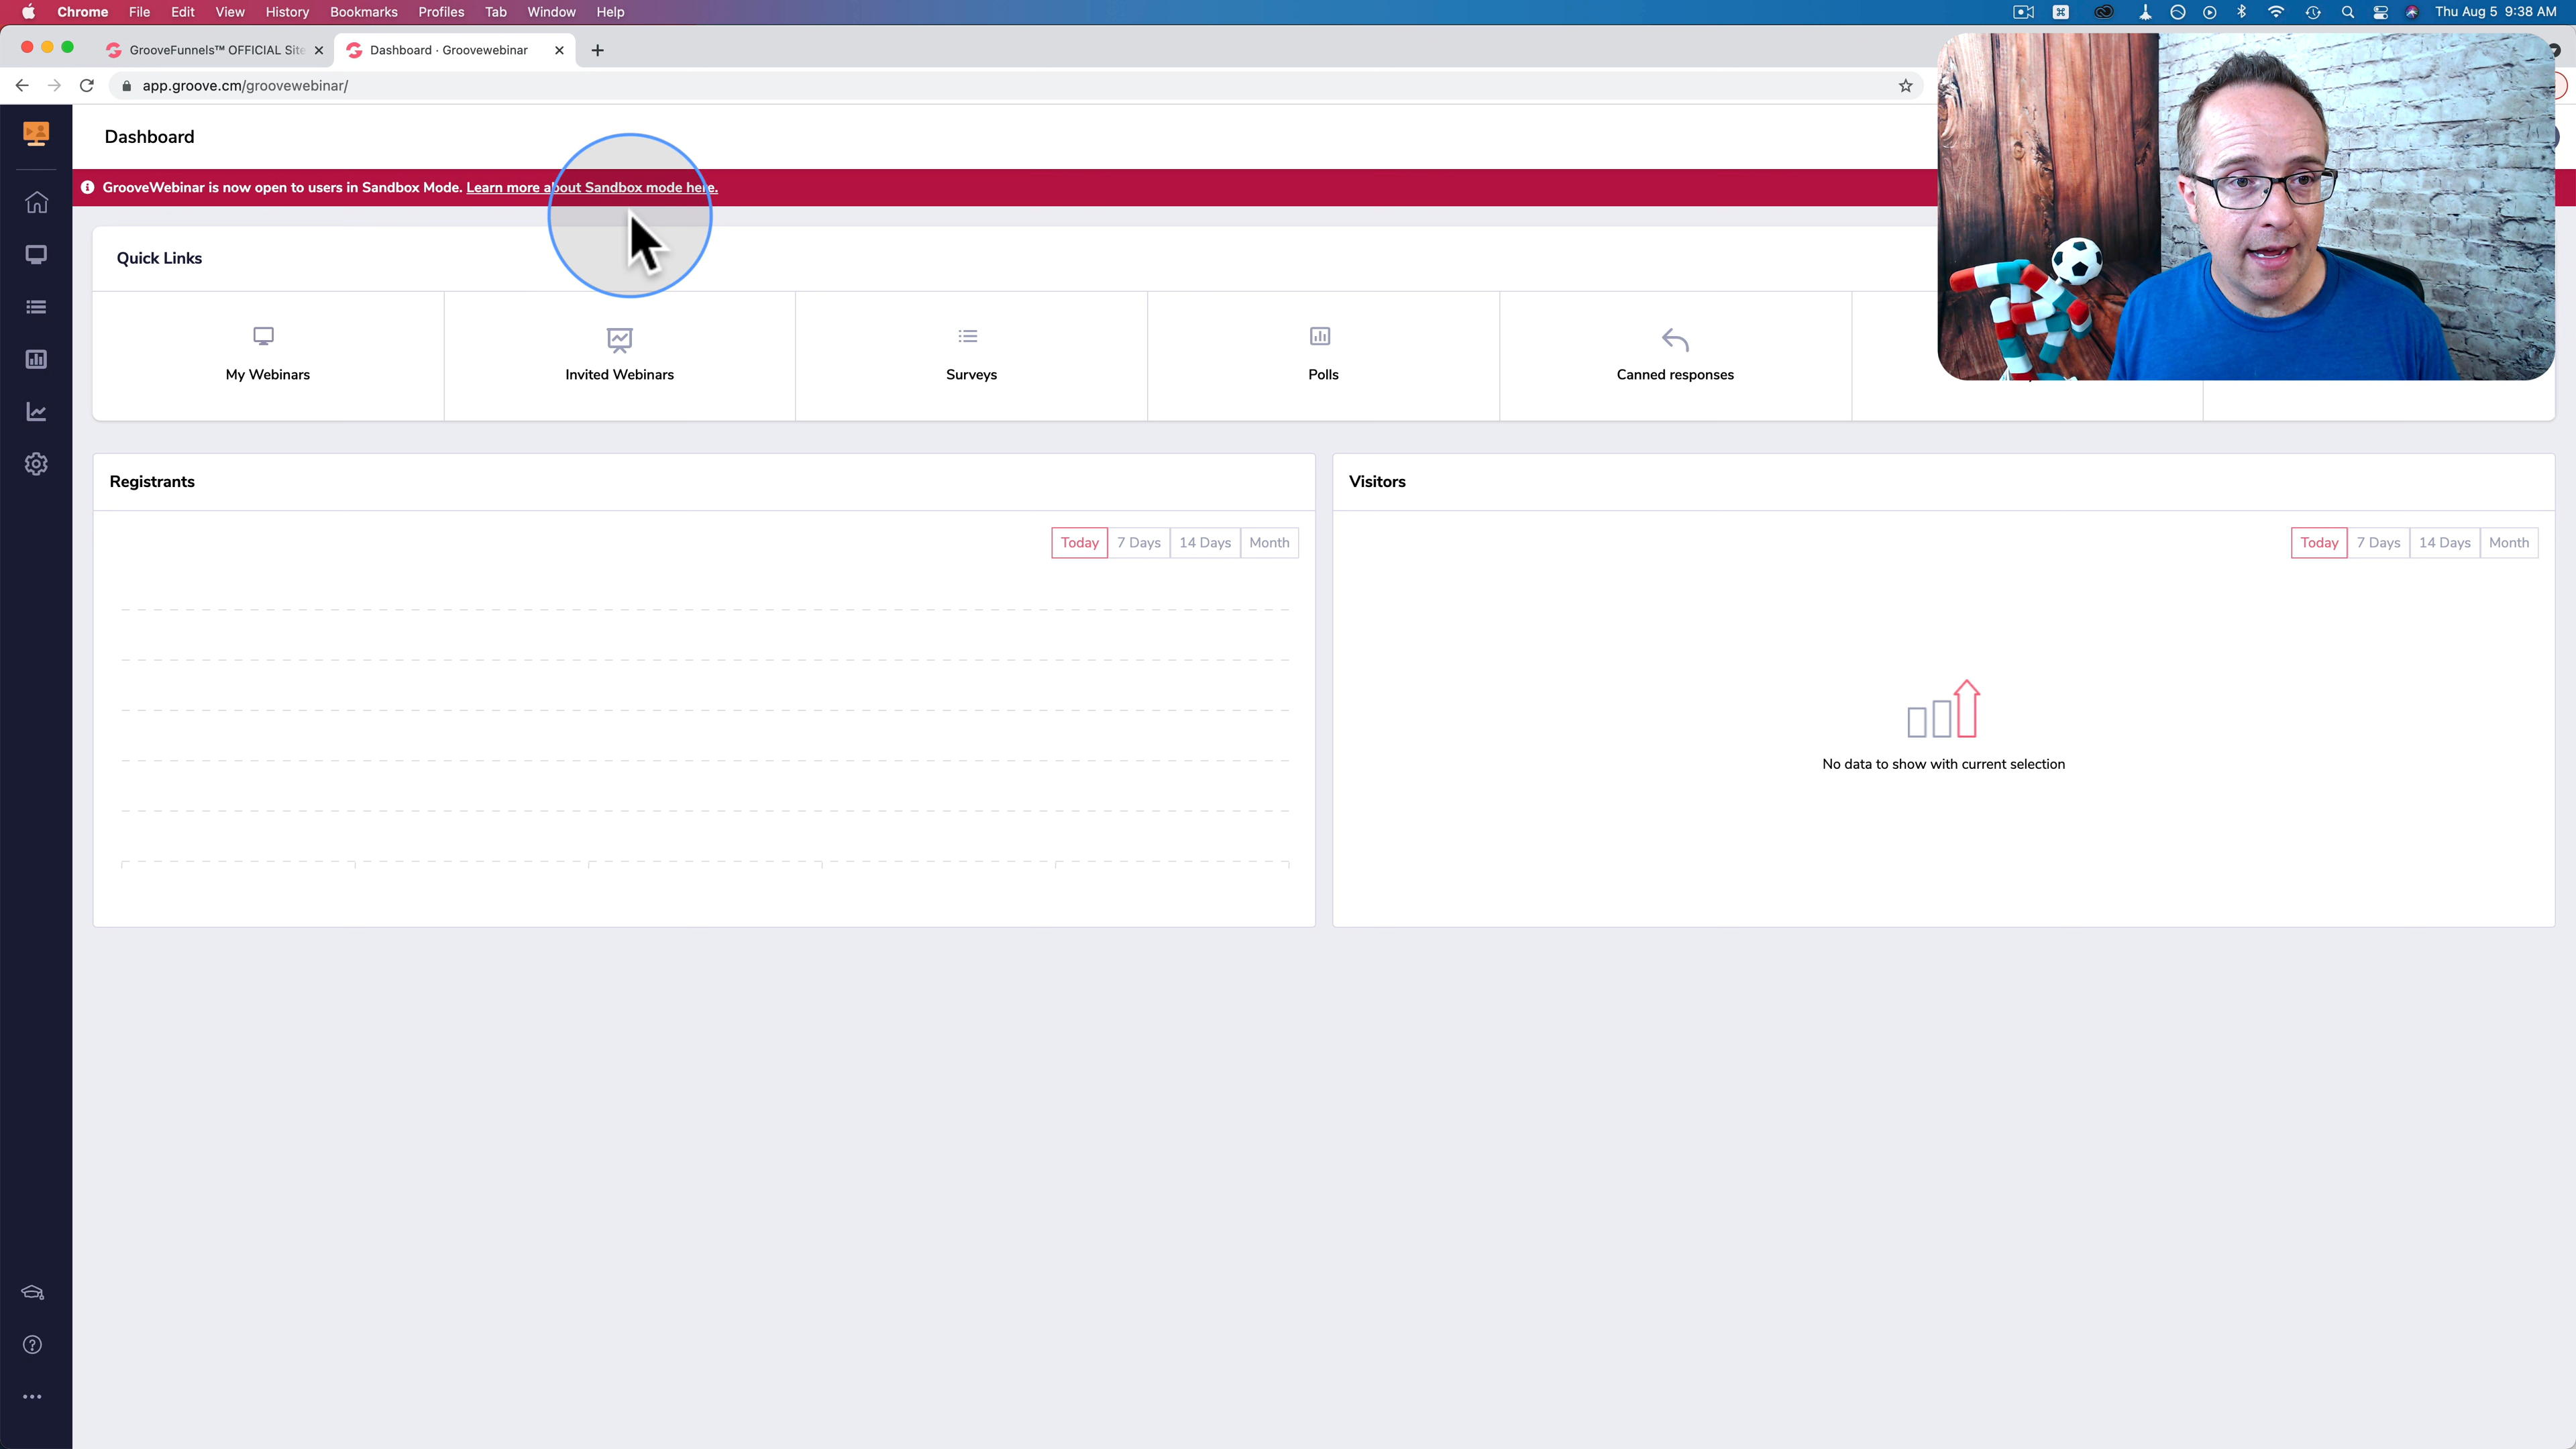 Chrome File Edit View History Bookmarks Profiles Tab Window Help
Thu Aug 5 9:38 AM
GrooveFunnels™ OFFICIAL Site
Dashboard · Groovewebinar
app.groove.cm/groovewebinar/
Dashboard
GrooveWebinar is now open to users in Sandbox Mode. Learn more about Sandbox mode here.
Quick Links
My Webinars
Invited Webinars
Surveys
Polls
Canned responses
Registrants
Today 7 Days 14 Days Month
Visitors
Today 7 Days 14 Days Month
No data to show with current selection